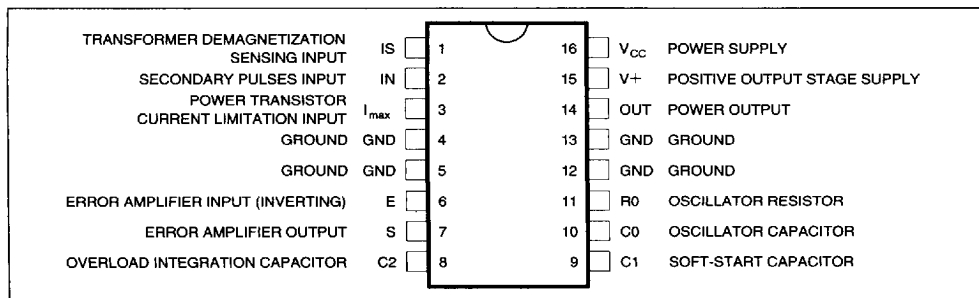 TRANSFORMER DEMAGNETIZATION
SENSING INPUT IS 1
SECONDARY PULSES INPUT IN 2
POWER TRANSISTOR
CURRENT LIMITATION INPUT Imax 3
GROUND GND 4
GROUND GND 5
ERROR AMPLIFIER INPUT (INVERTING) E 6
ERROR AMPLIFIER OUTPUT S 7
OVERLOAD INTEGRATION CAPACITOR C2 8
16 VCC POWER SUPPLY
15 V+ POSITIVE OUTPUT STAGE SUPPLY
14 OUT POWER OUTPUT
13 GND GROUND
12 GND GROUND
11 R0 OSCILLATOR RESISTOR
10 C0 OSCILLATOR CAPACITOR
9 C1 SOFT-START CAPACITOR